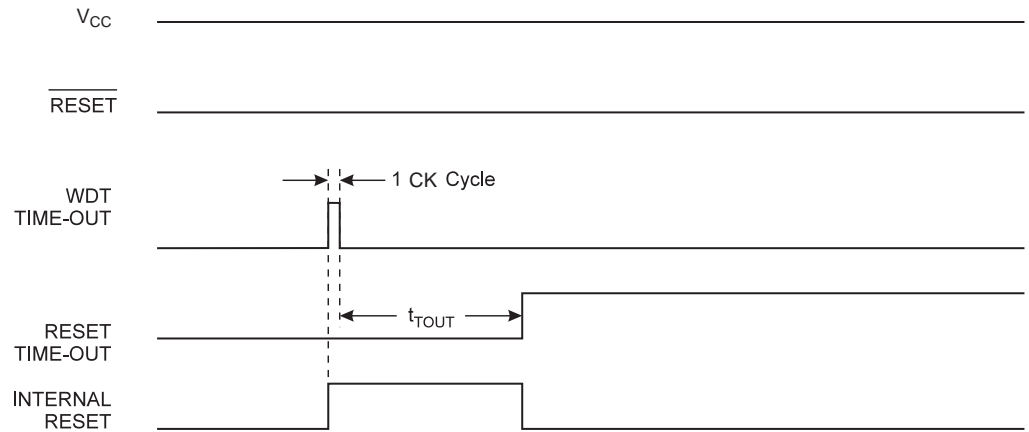 VCC
RESET
WDT
TIME-OUT
1 CK Cycle
RESET
TIME-OUT
tTOUT
INTERNAL
RESET